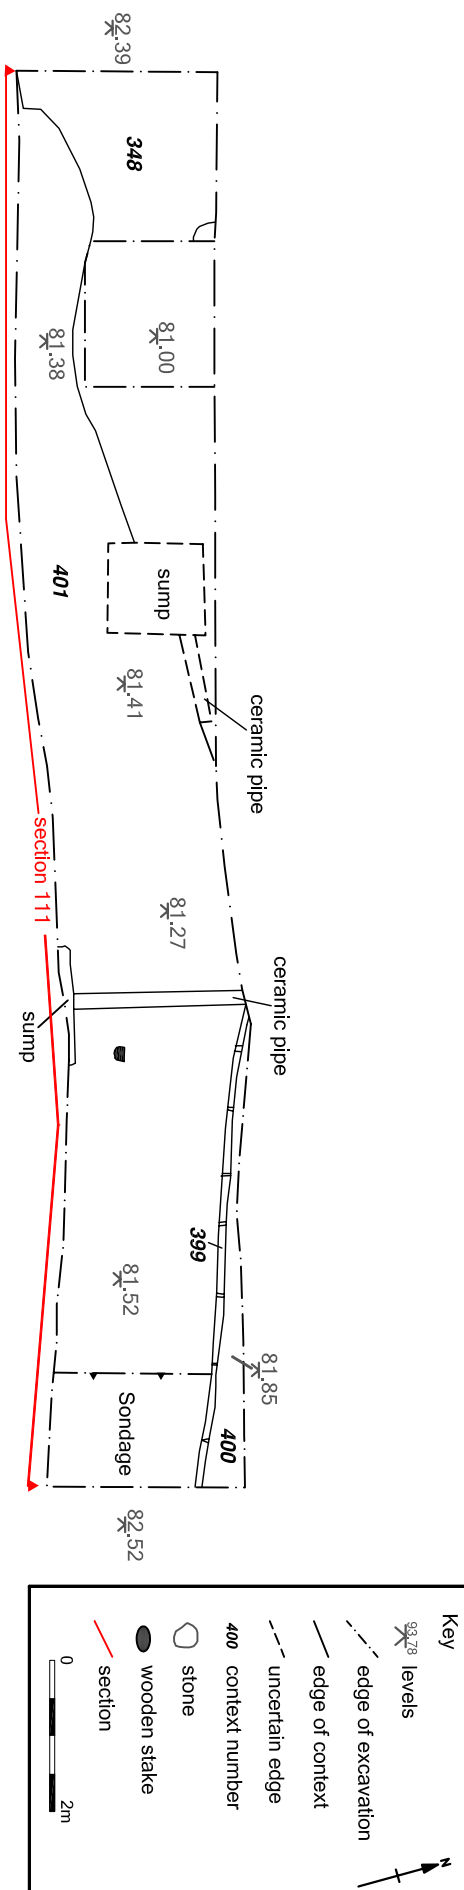 82.39
348
81.00
81.38
sump
401
ceramic pipe
81.41
section 111
81.27
ceramic pipe
sump
399
81.52
81.85
400
Sondage
82.52
Key
93.78 levels
edge of excavation
edge of context
uncertain edge
400 context number
stone
wooden stake
section
0 2m
N